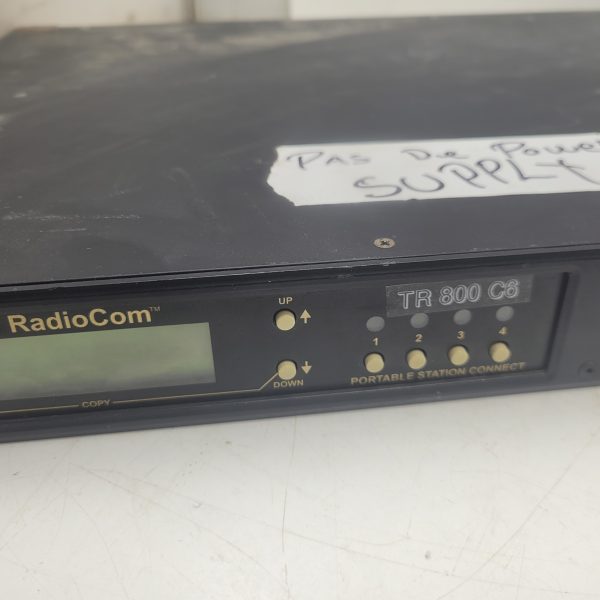 PAS DE POWER
SUPPLY
RadioCom™
UP
TR 800 C6
1 2 3 4
DOWN
PORTABLE STATION CONNECT
COPY